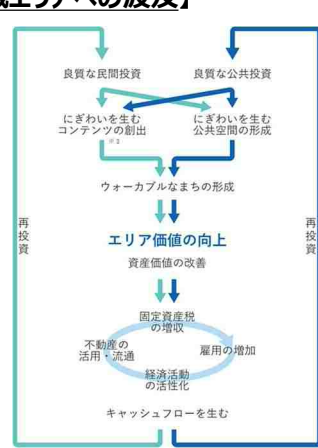 域エリアへの波及】
良質な民間投資
良質な公共投資
にぎわいを生む
コンテンツの創出
※2
にぎわいを生む
公共空間の形成
ウォーカブルなまちの形成
再投資
再投資
エリア価値の向上
資産価値の改善
固定資産税
の増収
不動産の
活用・流通
雇用の増加
経済活動
の活性化
キャッシュフローを生む